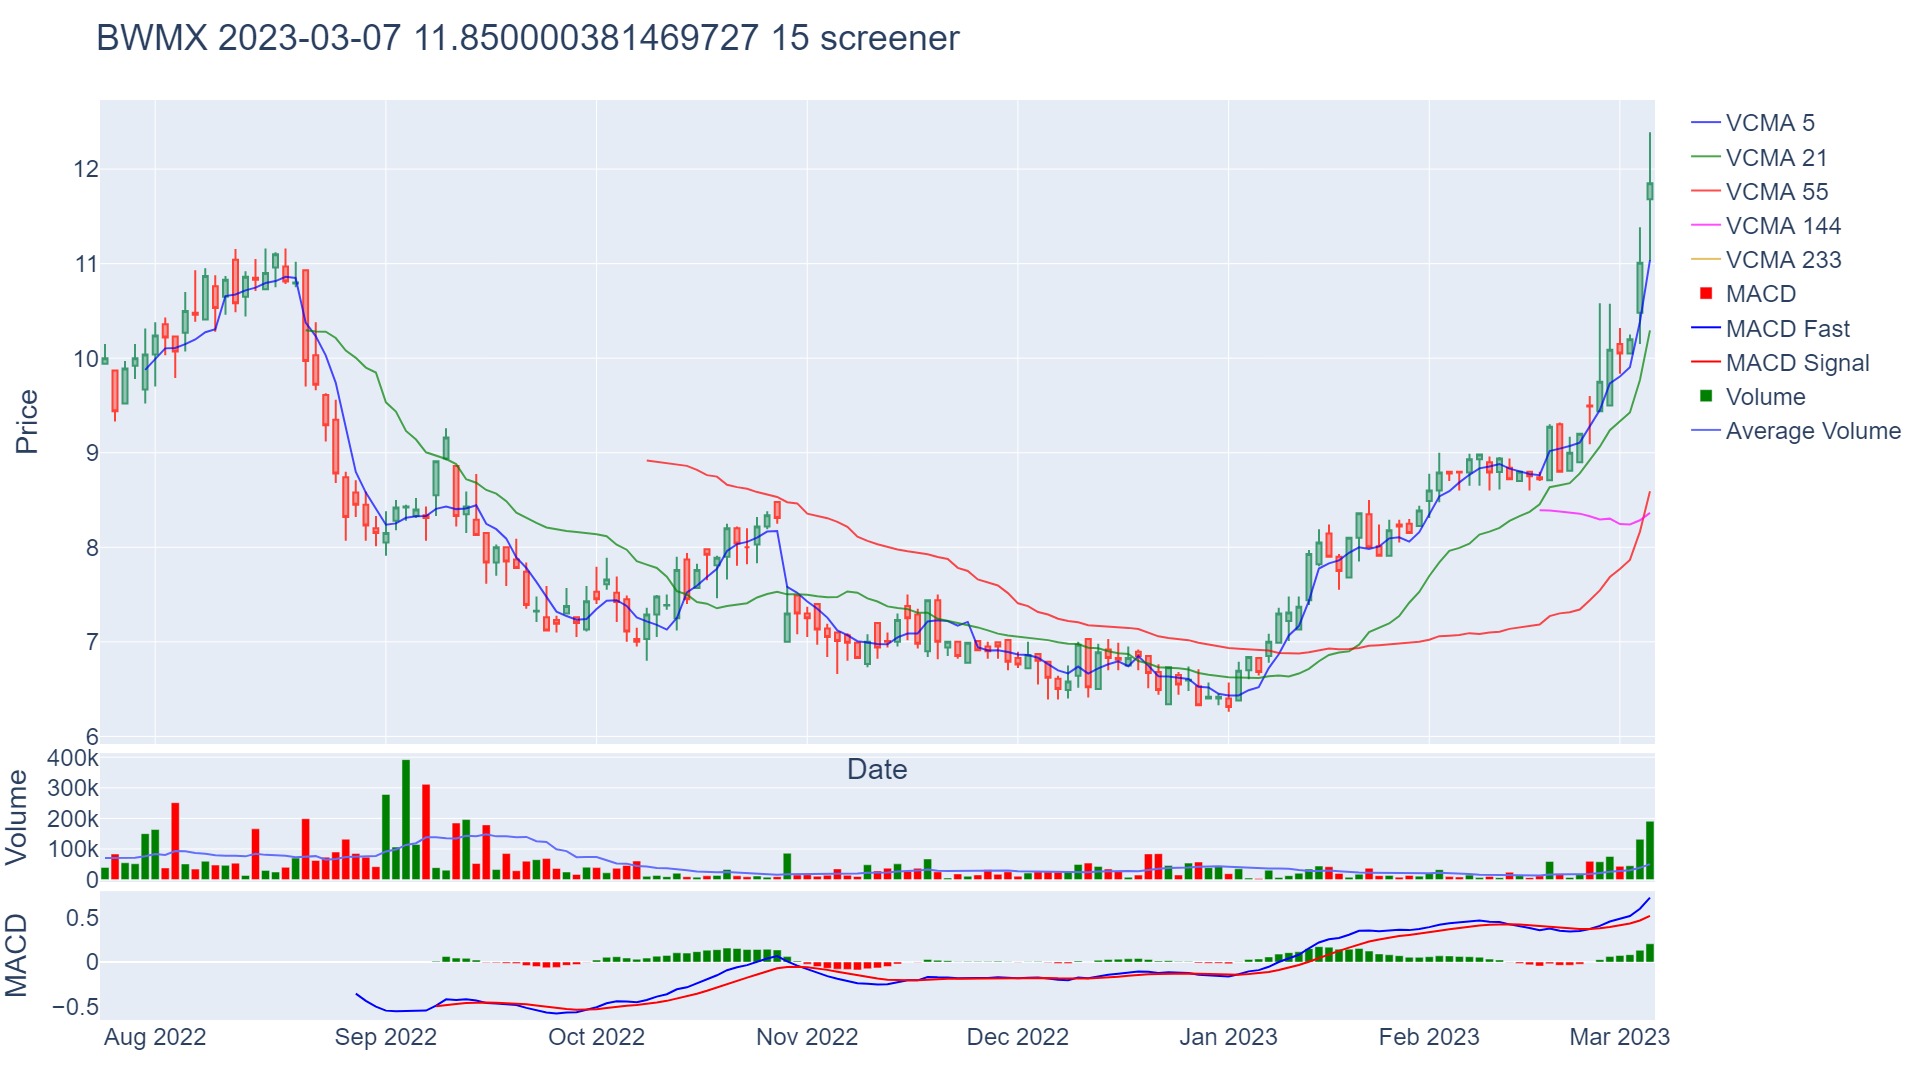 BWMX 2023-03-07 11.850000381469727 15 screener
Price
12
11
10
9
8
7
6
VCMA 5
VCMA 21
VCMA 55
VCMA 144
VCMA 233
MACD
MACD Fast
MACD Signal
Volume
Average Volume
Date
Volume
400k
300k
200k
100k
0
MACD
0.5
0
−0.5
Aug 2022
Sep 2022
Oct 2022
Nov 2022
Dec 2022
Jan 2023
Feb 2023
Mar 2023